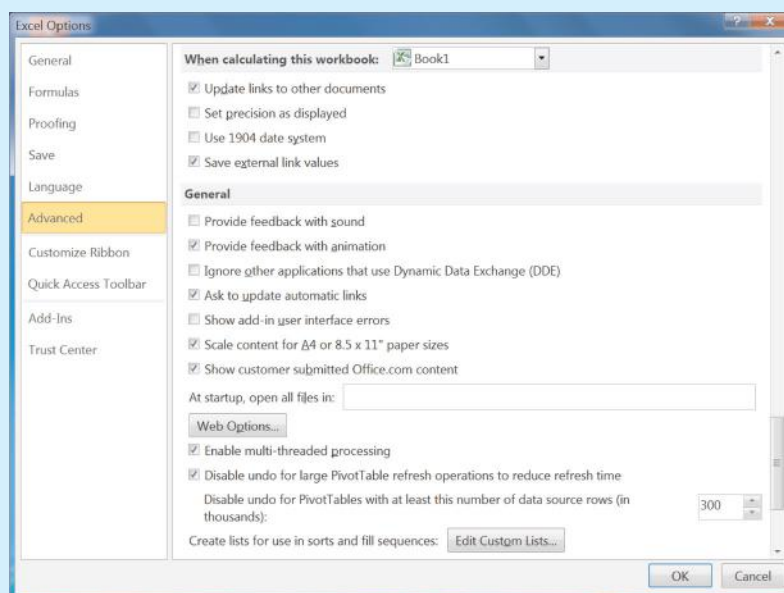 Excel Options
General
Formulas
Proofing
Save
Language
Advanced
Customize Ribbon
Quick Access Toolbar
Add-Ins
Trust Center
When calculating this workbook: Book1
Update links to other documents
Set precision as displayed
Use 1904 date system
Save external link values
General
Provide feedback with sound
Provide feedback with animation
Ignore other applications that use Dynamic Data Exchange (DDE)
Ask to update automatic links
Show add-in user interface errors
Scale content for A4 or 8.5 x 11" paper sizes
Show customer submitted Office.com content
At startup, open all files in:
Web Options...
Enable multi-threaded processing
Disable undo for large PivotTable refresh operations to reduce refresh time
Disable undo for PivotTables with at least this number of data source rows (in
thousands): 300
Create lists for use in sorts and fill sequences: Edit Custom Lists...
OK Cancel